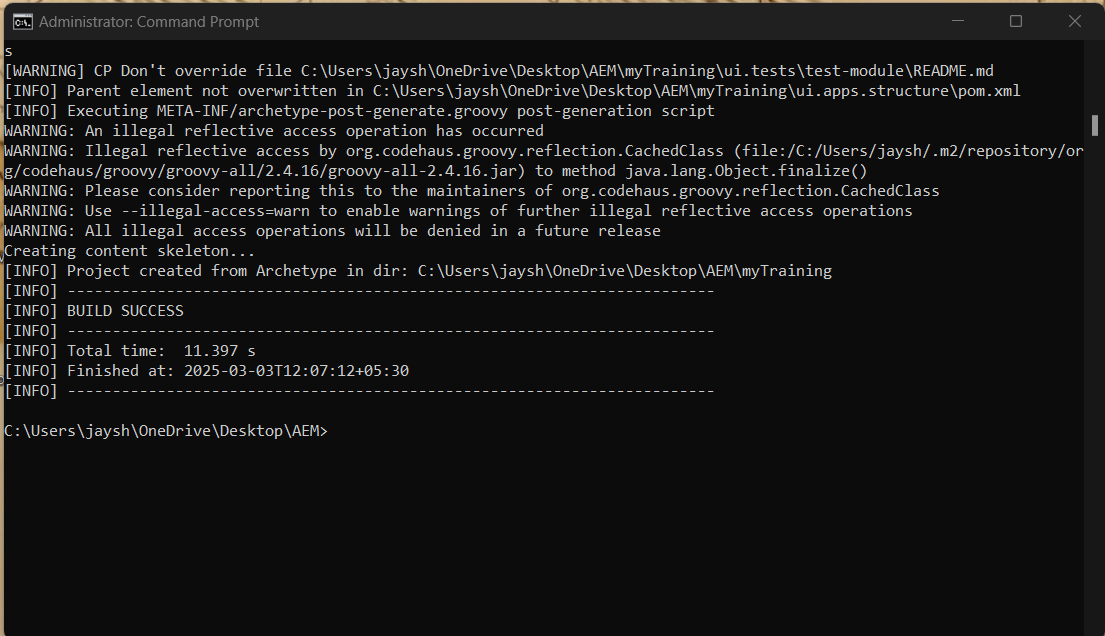 Administrator: Command Prompt
s
[WARNING] CP Don't override file C:\Users\jaysh\OneDrive\Desktop\AEM\myTraining\ui.tests\test-module\README.md
[INFO] Parent element not overwritten in C:\Users\jaysh\OneDrive\Desktop\AEM\myTraining\ui.apps.structure\pom.xml
[INFO] Executing META-INF/archetype-post-generate.groovy post-generation script
WARNING: An illegal reflective access operation has occurred
WARNING: Illegal reflective access by org.codehaus.groovy.reflection.CachedClass (file:/C:/Users/jaysh/.m2/repository/or
g/codehaus/groovy/groovy-all/2.4.16/groovy-all-2.4.16.jar) to method java.lang.Object.finalize()
WARNING: Please consider reporting this to the maintainers of org.codehaus.groovy.reflection.CachedClass
WARNING: Use --illegal-access=warn to enable warnings of further illegal reflective access operations
WARNING: All illegal access operations will be denied in a future release
Creating content skeleton...
[INFO] Project created from Archetype in dir: C:\Users\jaysh\OneDrive\Desktop\AEM\myTraining
[INFO] ------------------------------------------------------------------------
[INFO] BUILD SUCCESS
[INFO] ------------------------------------------------------------------------
[INFO] Total time:  11.397 s
[INFO] Finished at: 2025-03-03T12:07:12+05:30
[INFO] ------------------------------------------------------------------------
C:\Users\jaysh\OneDrive\Desktop\AEM>